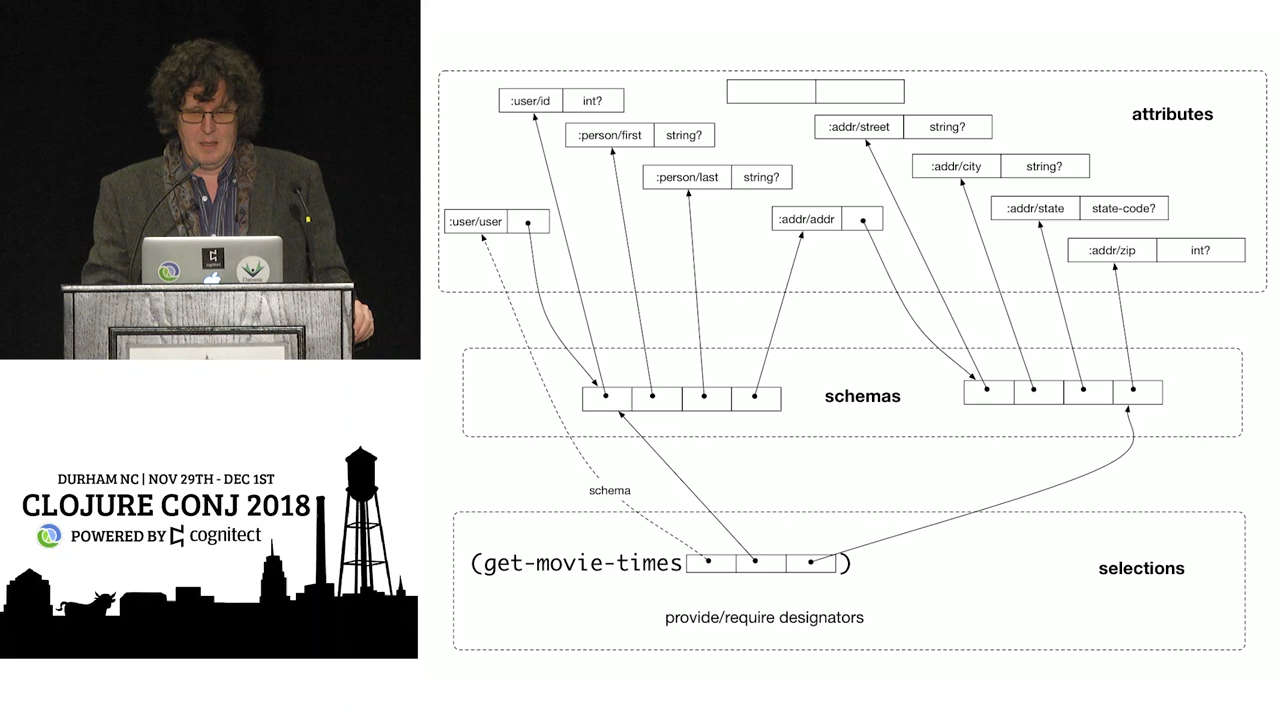 cognitect
Datomic
DURHAM NC | NOV 29TH - DEC 1ST
CLOJURE CONJ 2018
POWERED BY cognitect
attributes
:user/id int?
:person/first string?
:person/last string?
:user/user
:addr/addr
:addr/street string?
:addr/city string?
:addr/state state-code?
:addr/zip int?
schemas
schema
(get-movie-times )
selections
provide/require designators